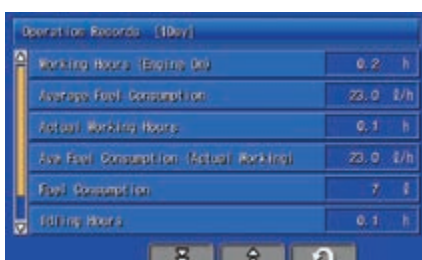 Operation Records [1Day]
Working Hours (Engine On) 0.2 h
Average Fuel Consumption 23.0 ℓ/h
Actual Working Hours 0.1 h
Ave Fuel Consumption (Actual Working) 23.0 ℓ/h
Fuel Consumption 7 ℓ
Idling Hours 0.1 h